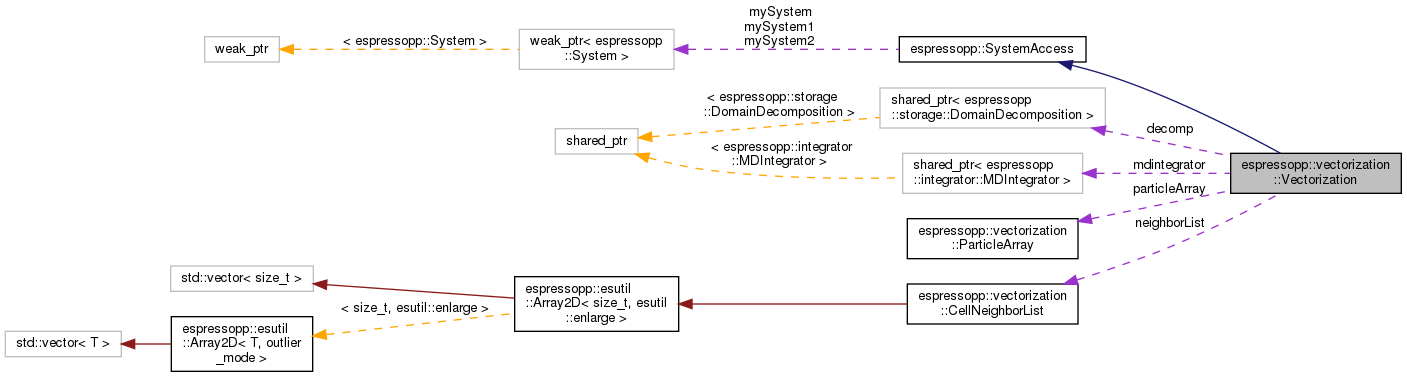 mySystem
mySystem1
mySystem2
weak_ptr
< espressopp::System >
weak_ptr< espressopp
::System >
espressopp::SystemAccess
< espressopp::storage
::DomainDecomposition >
shared_ptr< espressopp
::storage::DomainDecomposition >
decomp
shared_ptr
< espressopp::integrator
::MDIntegrator >
shared_ptr< espressopp
::integrator::MDIntegrator >
mdintegrator
espressopp::vectorization
::Vectorization
particleArray
espressopp::vectorization
::ParticleArray
neighborList
std::vector< size_t >
espressopp::esutil
::Array2D< size_t, esutil
::enlarge >
espressopp::vectorization
::CellNeighborList
< size_t, esutil::enlarge >
std::vector< T >
espressopp::esutil
::Array2D< T, outlier
_mode >